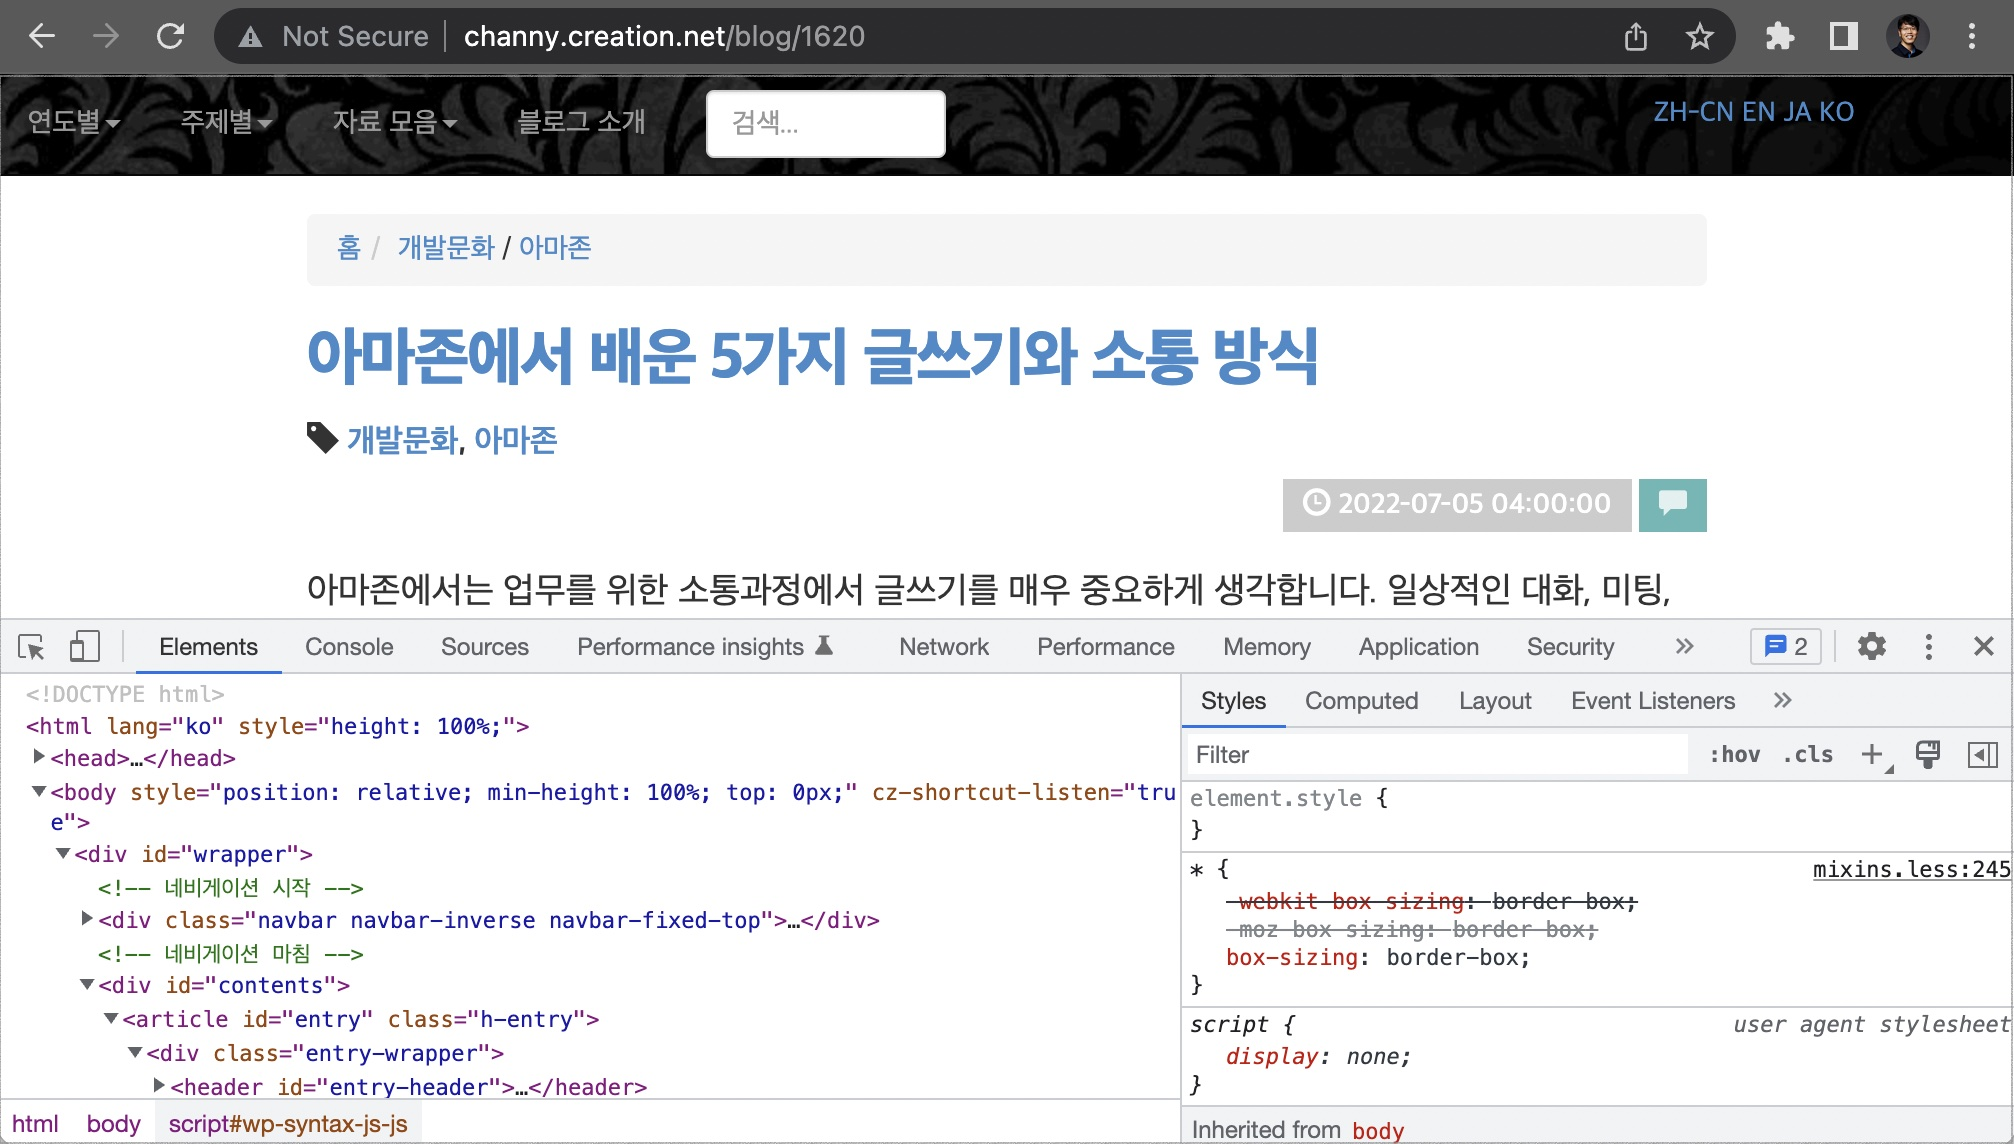 Not Secure channy.creation.net/blog/1620
연도별 주제별 자료 모음 블로그 소개 검색... ZH-CN EN JA KO
홈 / 개발문화 / 아마존
아마존에서 배운 5가지 글쓰기와 소통 방식
개발문화, 아마존
2022-07-05 04:00:00
아마존에서는 업무를 위한 소통과정에서 글쓰기를 매우 중요하게 생각합니다. 일상적인 대화, 미팅,
Elements Console Sources Performance insights Network Performance Memory Application Security » 2
<!DOCTYPE html>
<html lang="ko" style="height: 100%;">
<head>…</head>
<body style="position: relative; min-height: 100%; top: 0px;" cz-shortcut-listen="tru
e">
<div id="wrapper">
<!-- 네비게이션 시작 -->
<div class="navbar navbar-inverse navbar-fixed-top">…</div>
<!-- 네비게이션 마침 -->
<div id="contents">
<article id="entry" class="h-entry">
<div class="entry-wrapper">
<header id="entry-header">…</header>
html body script#wp-syntax-js-js
Styles Computed Layout Event Listeners »
Filter :hov .cls +
element.style {
}
* { mixins.less:245
-webkit-box-sizing: border-box;
-moz-box-sizing: border-box;
box-sizing: border-box;
}
script { user agent stylesheet
display: none;
}
Inherited from body